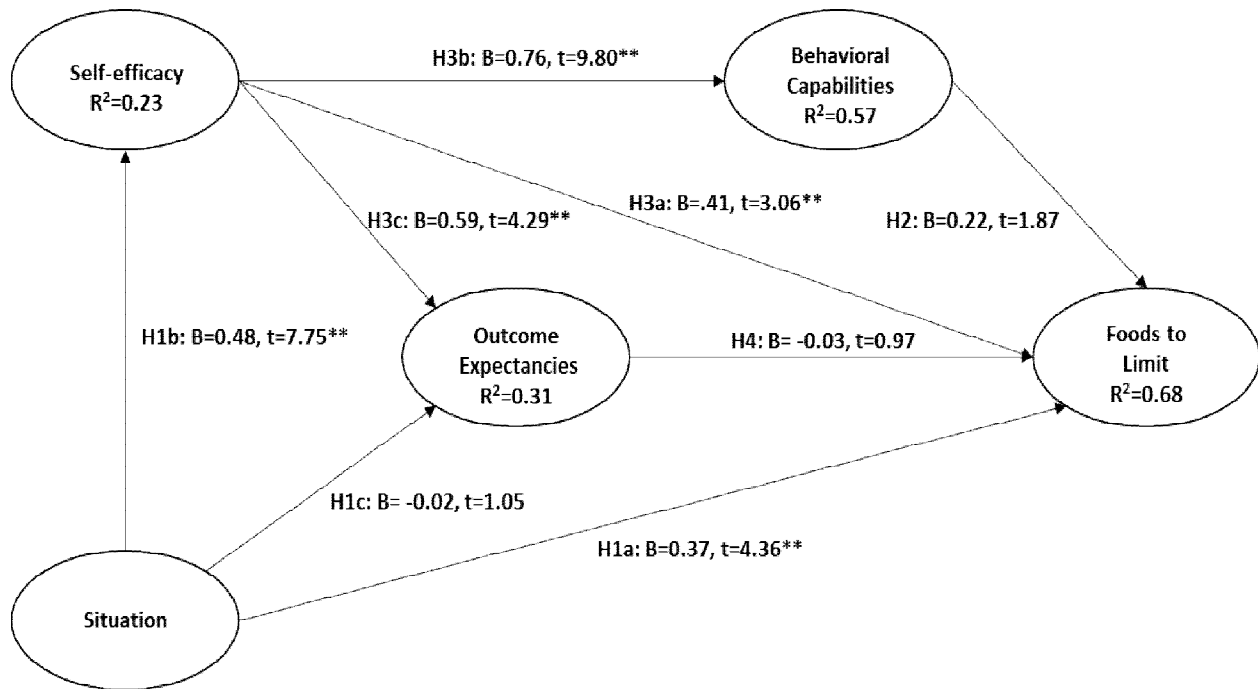 Self-efficacy
R²=0.23
H3b: B=0.76, t=9.80**
Behavioral
Capabilities
R²=0.57
H3c: B=0.59, t=4.29**
H3a: B=.41, t=3.06**
H2: B=0.22, t=1.87
H1b: B=0.48, t=7.75**
Outcome
Expectancies
R²=0.31
H4: B= -0.03, t=0.97
Foods to
Limit
R²=0.68
H1c: B= -0.02, t=1.05
H1a: B=0.37, t=4.36**
Situation